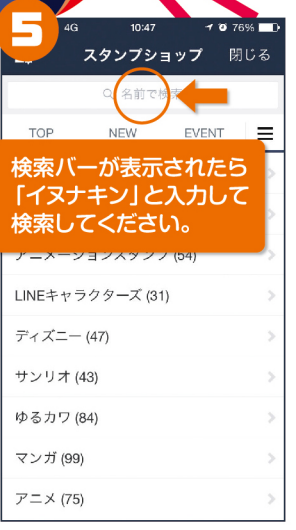 5
4G 10:47 76%
スタンプショップ 閉じる
名前で検索
TOP NEW EVENT
検索バーが表示されたら
「イヌナキン」と入力して
検索してください。
アニメーションスタンプ (54)
LINEキャラクターズ (31)
ディズニー (47)
サンリオ (43)
ゆるカワ (84)
マンガ (99)
アニメ (75)